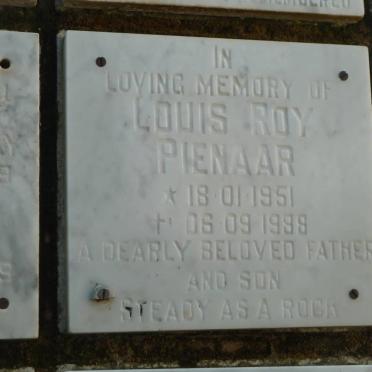 REMEMBERED
IN
LOVING MEMORY OF
LOUIS ROY
PIENAAR
* 18·01·1951
† 06·09·1998
A DEARLY BELOVED FATHER
AND SON
STEADY AS A ROCK